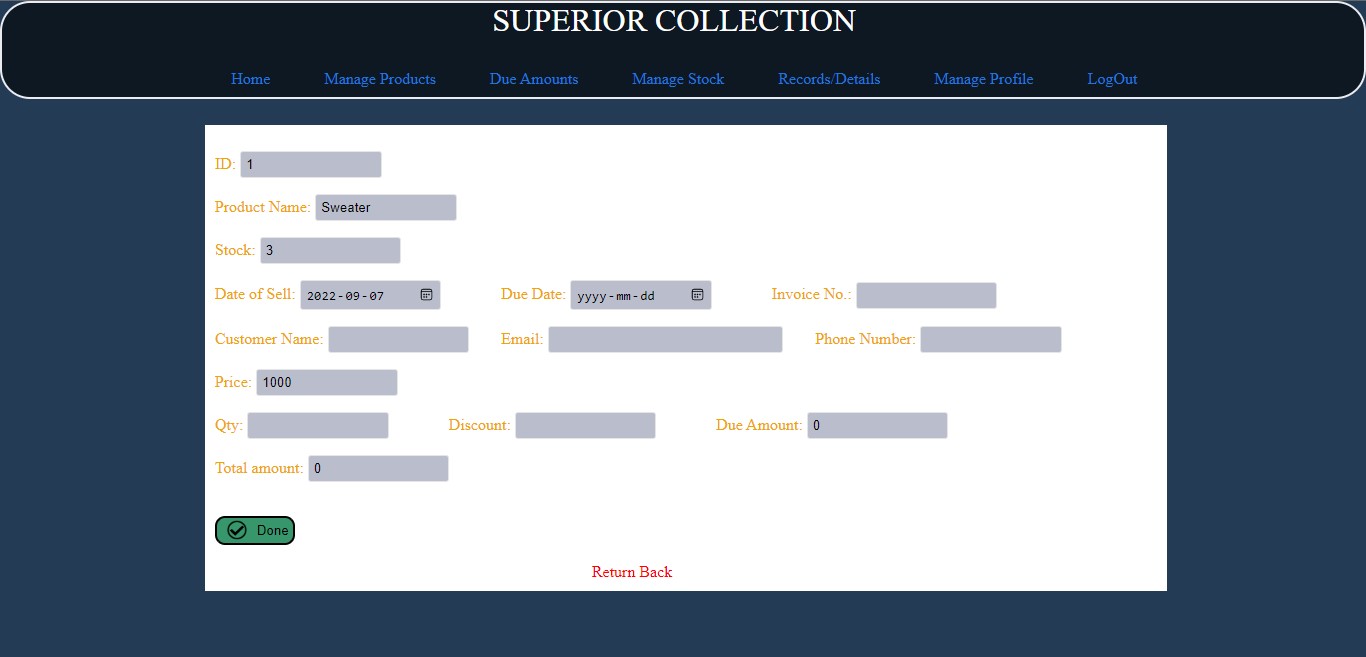 SUPERIOR COLLECTION
Home Manage Products Due Amounts Manage Stock Records/Details Manage Profile LogOut
ID: 1
Product Name: Sweater
Stock: 3
Date of Sell: 2022-09-07 Due Date: yyyy-mm-dd Invoice No.:
Customer Name: Email: Phone Number:
Price: 1000
Qty: Discount: Due Amount: 0
Total amount: 0
Done
Return Back